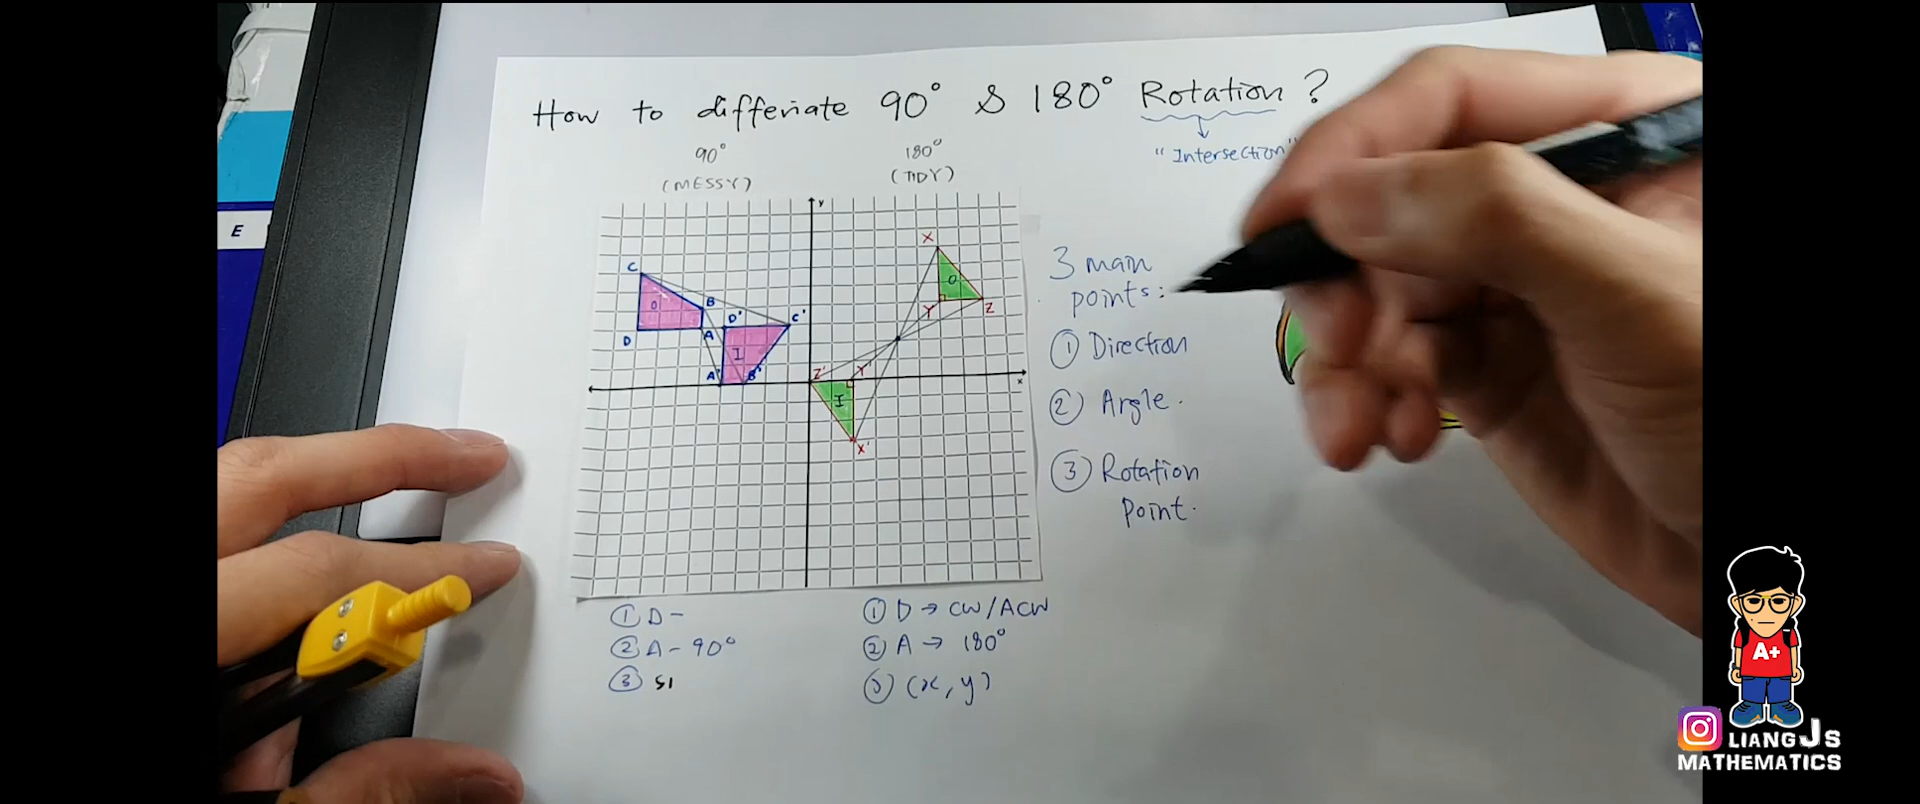 How to differiate 90° & 180° Rotation ?
"Intersection"
90°
(MESSY)
180°
(TIDY)
E
y
x
C
O
B
D
A
D'
C'
I
A'
B'
X
O
Y
Z
Z'
Y'
I
X'
3 main
points:
① Direction
② Angle.
③ Rotation
Point.
① D -
② A - 90°
③ SI
① D → CW/ACW
② A → 180°
③ (x, y)
A+
LIANGJS
MATHEMATICS